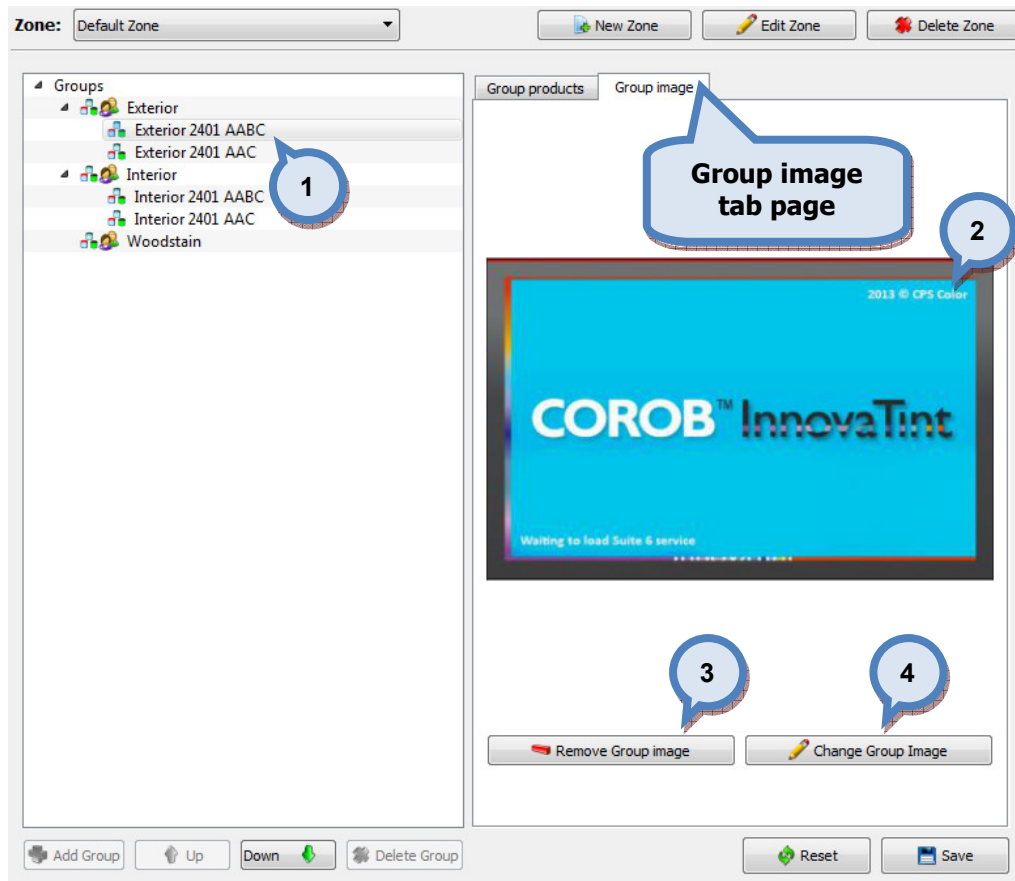 Zone: Default Zone
New Zone
Edit Zone
Delete Zone
Groups
Exterior
Exterior 2401 AABC
Exterior 2401 AAC
Interior
Interior 2401 AABC
Interior 2401 AAC
Woodstain
1
Group products
Group image
Group image
tab page
2
2013 © CPS Color
COROB™ InnovaTint
Waiting to load Suite 6 service
3
4
Remove Group image
Change Group Image
Add Group
Up
Down
Delete Group
Reset
Save